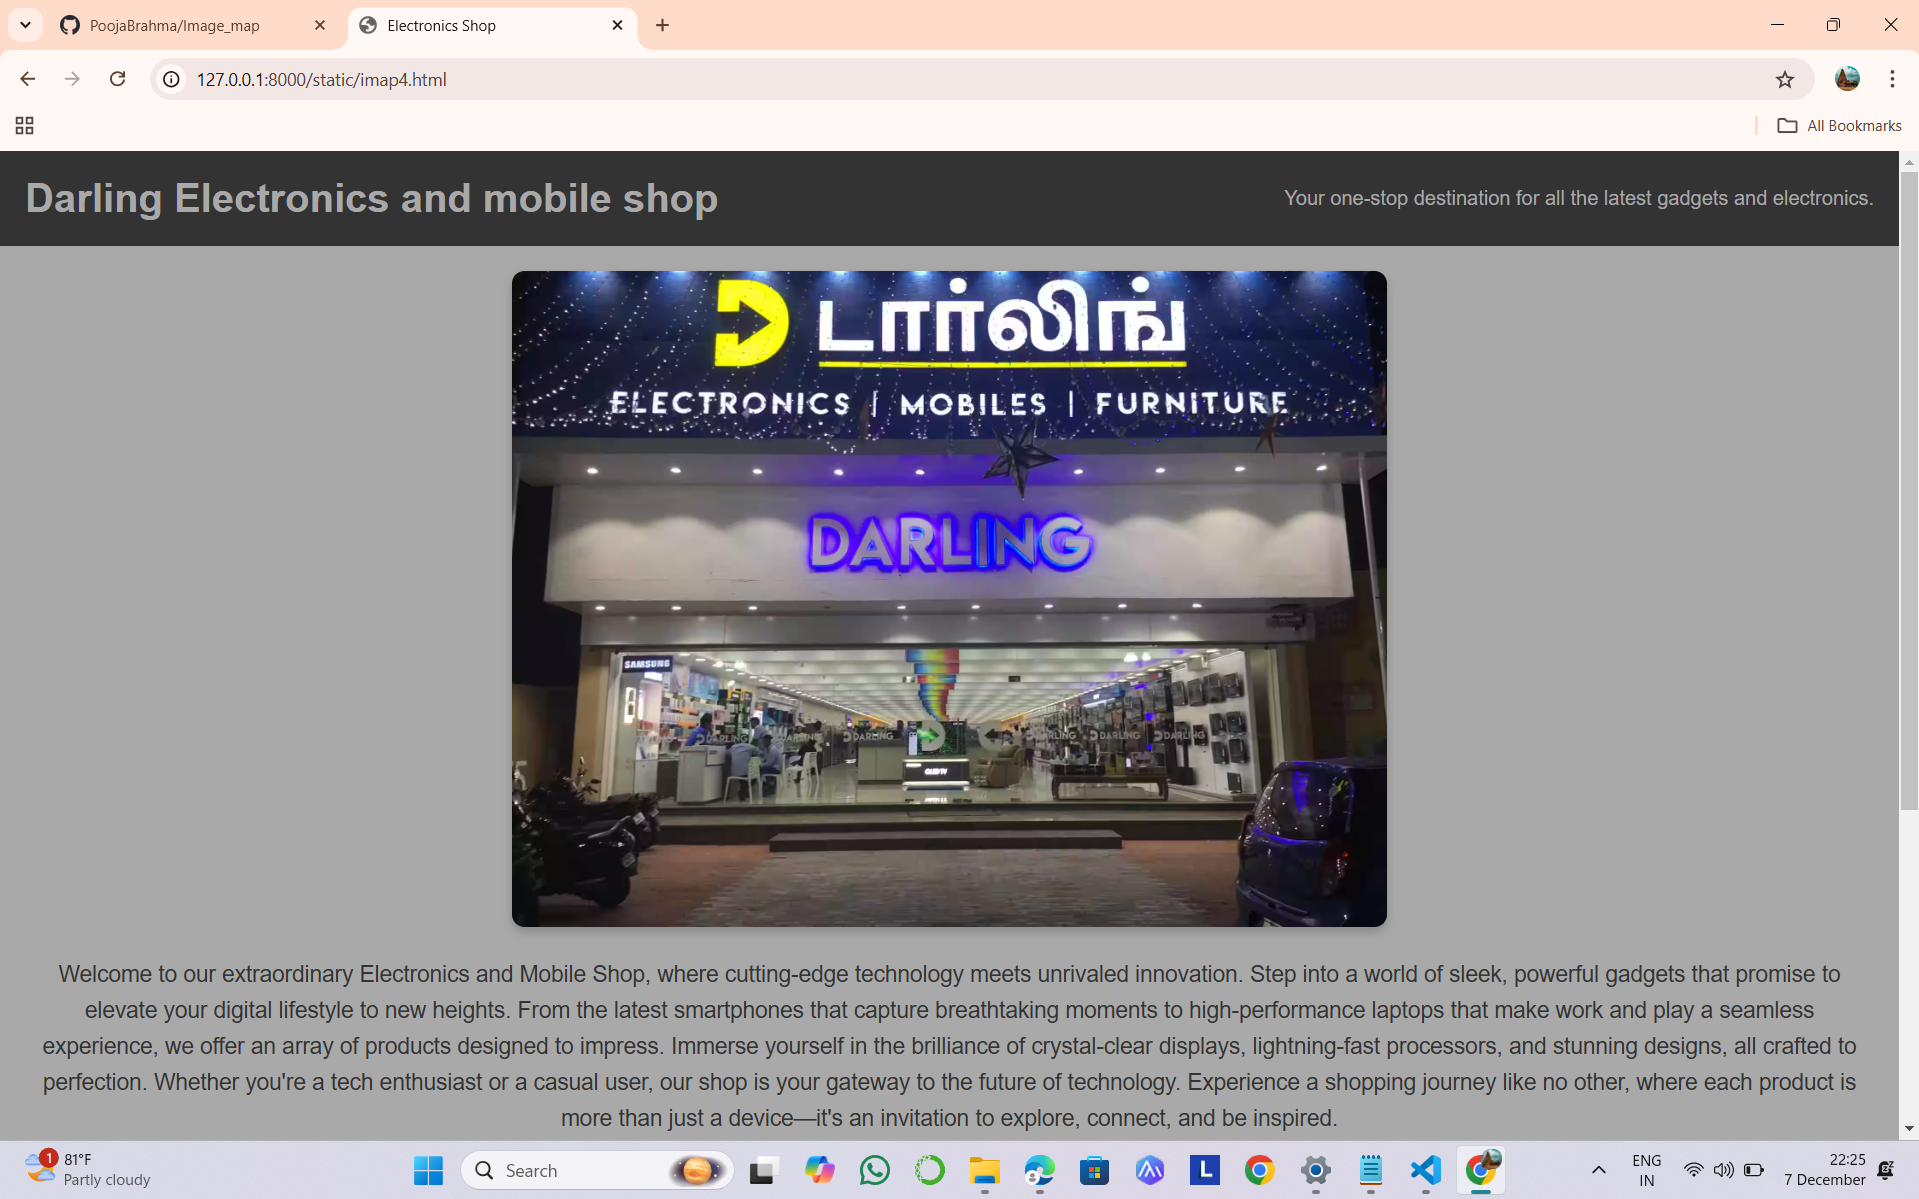 PoojaBrahma/Image_map
Electronics Shop
127.0.0.1:8000/static/imap4.html
All Bookmarks
Darling Electronics and mobile shop
Your one-stop destination for all the latest gadgets and electronics.
டார்லிங்
ELECTRONICS | MOBILES | FURNITURE
DARLING
SAMSUNG
DARLING DARLING DARLING DARLING DARLING DARLING
QLED TV
Welcome to our extraordinary Electronics and Mobile Shop, where cutting-edge technology meets unrivaled innovation. Step into a world of sleek, powerful gadgets that promise to
elevate your digital lifestyle to new heights. From the latest smartphones that capture breathtaking moments to high-performance laptops that make work and play a seamless
experience, we offer an array of products designed to impress. Immerse yourself in the brilliance of crystal-clear displays, lightning-fast processors, and stunning designs, all crafted to
perfection. Whether you're a tech enthusiast or a casual user, our shop is your gateway to the future of technology. Experience a shopping journey like no other, where each product is
more than just a device—it's an invitation to explore, connect, and be inspired.
1
81°F
Partly cloudy
Search
L
ENG
IN
22:25
7 December